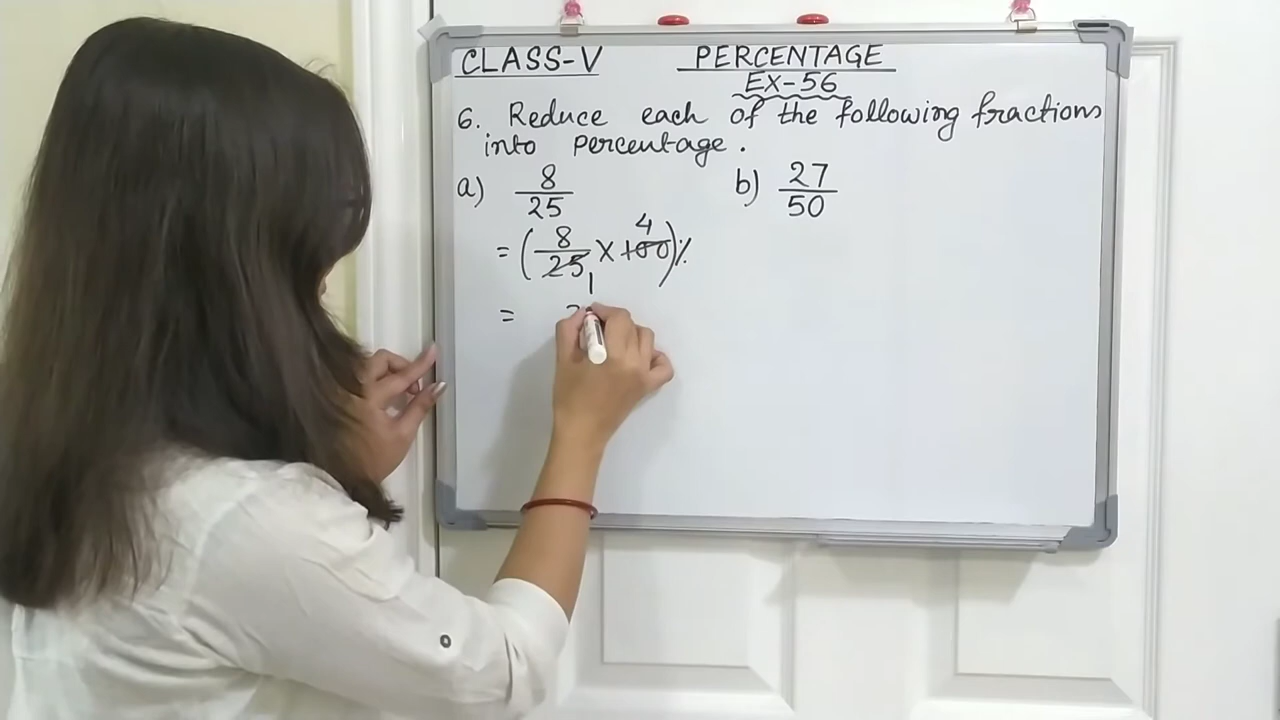 CLASS-V PERCENTAGE
EX-56
6. Reduce each of the following fractions
into percentage.
a) 8/25 b) 27/50
= (8/25 × 100)%
4
1
=